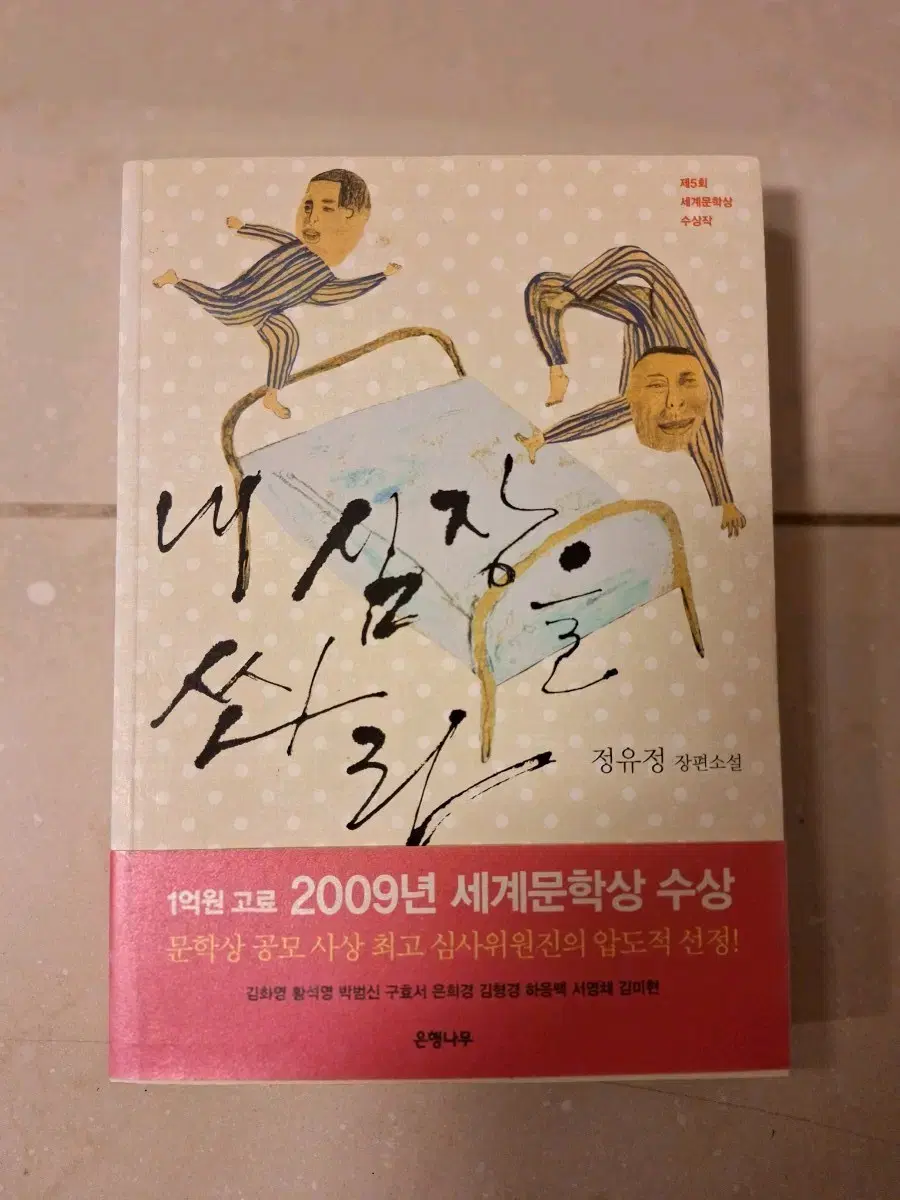 제5회
세계문학상
수상작
내 심장을
쏴라
정유정 장편소설
1억원 고료 2009년 세계문학상 수상
문학상 공모 사상 최고 심사위원진의 압도적 선정!
김화영 황석영 박범신 구효서 은희경 김형경 하응백 서영채 김미현
은행나무